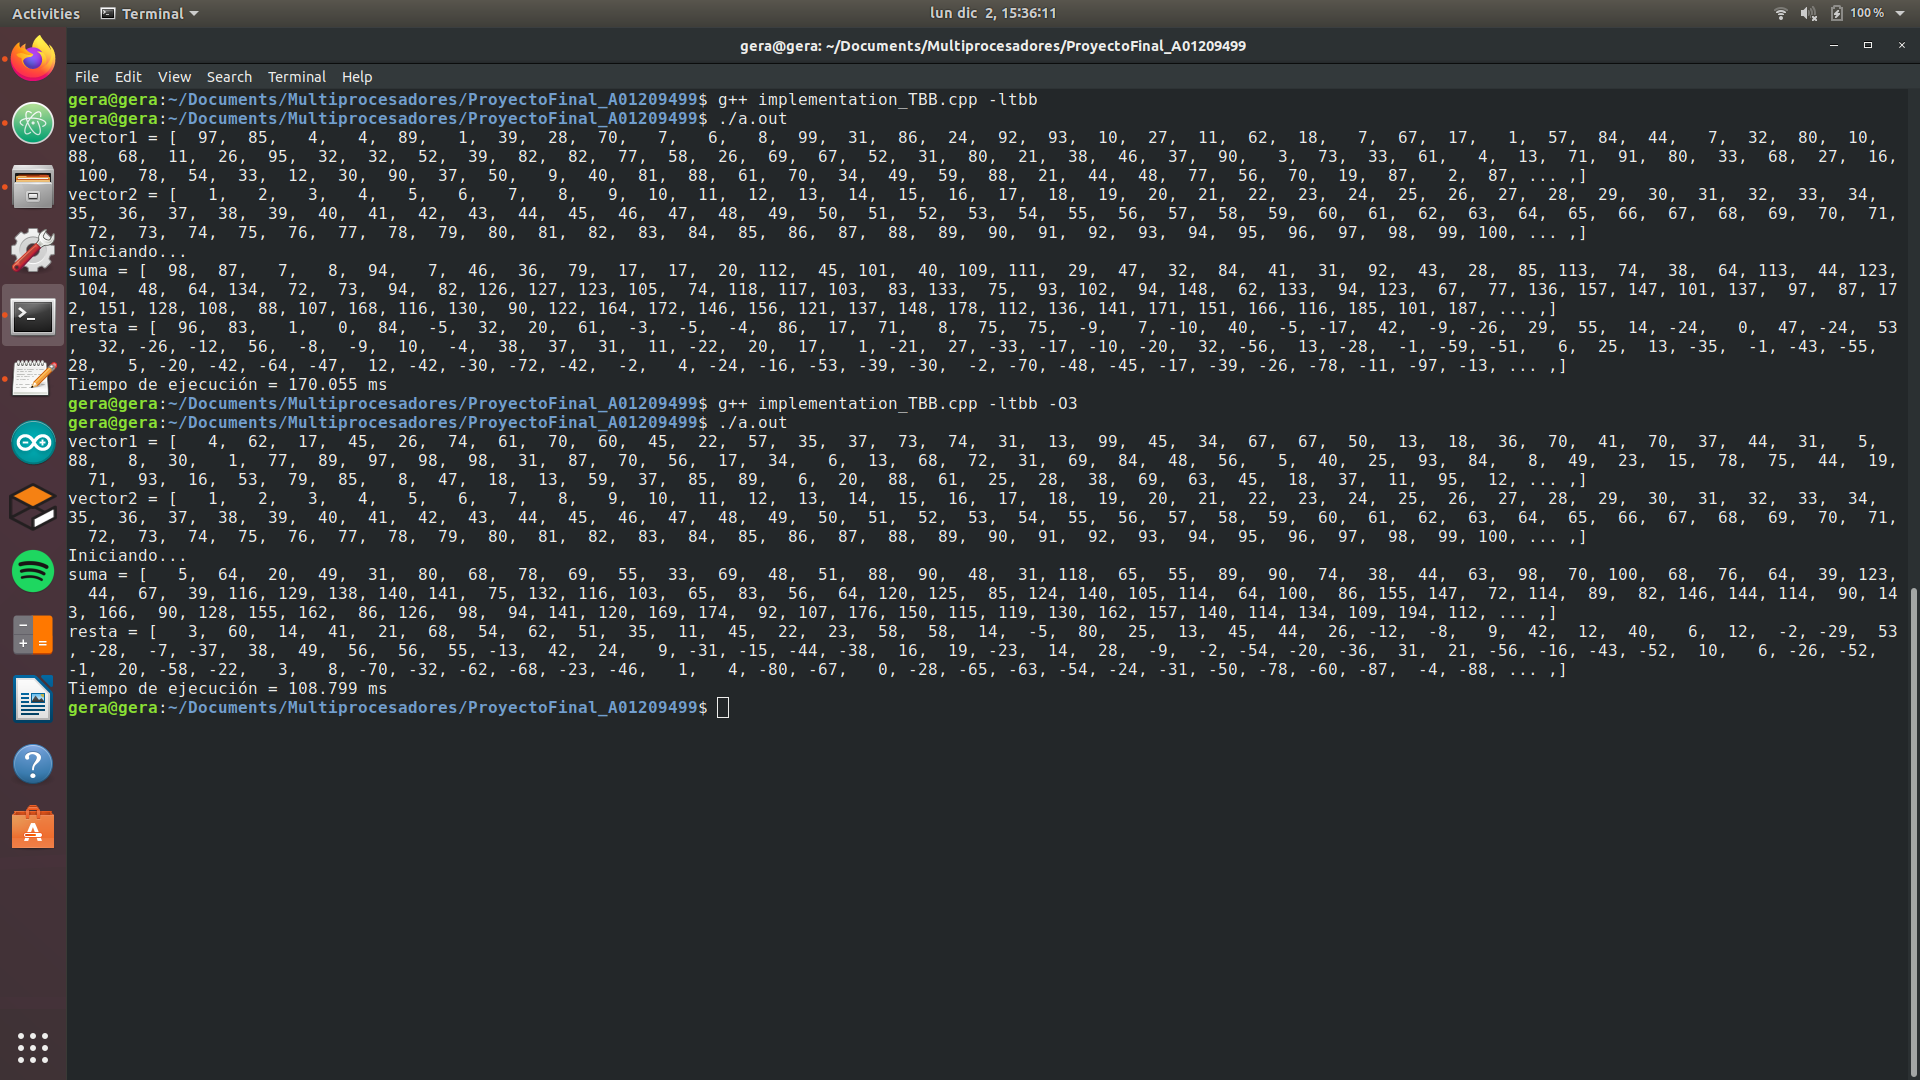 Activities Terminal lun dic 2, 15:36:11 100%
gera@gera: ~/Documents/Multiprocesadores/ProyectoFinal_A01209499
File Edit View Search Terminal Help
gera@gera:~/Documents/Multiprocesadores/ProyectoFinal_A01209499$ g++ implementation_TBB.cpp -ltbb
gera@gera:~/Documents/Multiprocesadores/ProyectoFinal_A01209499$ ./a.out
vector1 = [  97,  85,   4,   4,  89,   1,  39,  28,  70,   7,   6,   8,  99,  31,  86,  24,  92,  93,  10,  27,  11,  62,  18,   7,  67,  17,   1,  57,  84,  44,   7,  32,  80,  10,
88,  68,  11,  26,  95,  32,  32,  52,  39,  82,  82,  77,  58,  26,  69,  67,  52,  31,  80,  21,  38,  46,  37,  90,   3,  73,  33,  61,   4,  13,  71,  91,  80,  33,  68,  27,  16,
 100,  78,  54,  33,  12,  30,  90,  37,  50,   9,  40,  81,  88,  61,  70,  34,  49,  59,  88,  21,  44,  48,  77,  56,  70,  19,  87,   2,  87, ... ,]
vector2 = [   1,   2,   3,   4,   5,   6,   7,   8,   9,  10,  11,  12,  13,  14,  15,  16,  17,  18,  19,  20,  21,  22,  23,  24,  25,  26,  27,  28,  29,  30,  31,  32,  33,  34,
35,  36,  37,  38,  39,  40,  41,  42,  43,  44,  45,  46,  47,  48,  49,  50,  51,  52,  53,  54,  55,  56,  57,  58,  59,  60,  61,  62,  63,  64,  65,  66,  67,  68,  69,  70,  71,
  72,  73,  74,  75,  76,  77,  78,  79,  80,  81,  82,  83,  84,  85,  86,  87,  88,  89,  90,  91,  92,  93,  94,  95,  96,  97,  98,  99, 100, ... ,]
Iniciando...
suma = [  98,  87,   7,   8,  94,   7,  46,  36,  79,  17,  17,  20, 112,  45, 101,  40, 109, 111,  29,  47,  32,  84,  41,  31,  92,  43,  28,  85, 113,  74,  38,  64, 113,  44, 123,
 104,  48,  64, 134,  72,  73,  94,  82, 126, 127, 123, 105,  74, 118, 117, 103,  83, 133,  75,  93, 102,  94, 148,  62, 133,  94, 123,  67,  77, 136, 157, 147, 101, 137,  97,  87, 17
2, 151, 128, 108,  88, 107, 168, 116, 130,  90, 122, 164, 172, 146, 156, 121, 137, 148, 178, 112, 136, 141, 171, 151, 166, 116, 185, 101, 187, ... ,]
resta = [  96,  83,   1,   0,  84,  -5,  32,  20,  61,  -3,  -5,  -4,  86,  17,  71,   8,  75,  75,  -9,   7, -10,  40,  -5, -17,  42,  -9, -26,  29,  55,  14, -24,   0,  47, -24,  53
,  32, -26, -12,  56,  -8,  -9,  10,  -4,  38,  37,  31,  11, -22,  20,  17,   1, -21,  27, -33, -17, -10, -20,  32, -56,  13, -28,  -1, -59, -51,   6,  25,  13, -35,  -1, -43, -55,
28,   5, -20, -42, -64, -47,  12, -42, -30, -72, -42,  -2,   4, -24, -16, -53, -39, -30,  -2, -70, -48, -45, -17, -39, -26, -78, -11, -97, -13, ... ,]
Tiempo de ejecución = 170.055 ms
gera@gera:~/Documents/Multiprocesadores/ProyectoFinal_A01209499$ g++ implementation_TBB.cpp -ltbb -O3
gera@gera:~/Documents/Multiprocesadores/ProyectoFinal_A01209499$ ./a.out
vector1 = [   4,  62,  17,  45,  26,  74,  61,  70,  60,  45,  22,  57,  35,  37,  73,  74,  31,  13,  99,  45,  34,  67,  67,  50,  13,  18,  36,  70,  41,  70,  37,  44,  31,   5,
88,   8,  30,   1,  77,  89,  97,  98,  98,  31,  87,  70,  56,  17,  34,   6,  13,  68,  72,  31,  69,  84,  48,  56,   5,  40,  25,  93,  84,   8,  49,  23,  15,  78,  75,  44,  19,
  71,  93,  16,  53,  79,  85,   8,  47,  18,  13,  59,  37,  85,  89,   6,  20,  88,  61,  25,  28,  38,  69,  63,  45,  18,  37,  11,  95,  12, ... ,]
vector2 = [   1,   2,   3,   4,   5,   6,   7,   8,   9,  10,  11,  12,  13,  14,  15,  16,  17,  18,  19,  20,  21,  22,  23,  24,  25,  26,  27,  28,  29,  30,  31,  32,  33,  34,
35,  36,  37,  38,  39,  40,  41,  42,  43,  44,  45,  46,  47,  48,  49,  50,  51,  52,  53,  54,  55,  56,  57,  58,  59,  60,  61,  62,  63,  64,  65,  66,  67,  68,  69,  70,  71,
  72,  73,  74,  75,  76,  77,  78,  79,  80,  81,  82,  83,  84,  85,  86,  87,  88,  89,  90,  91,  92,  93,  94,  95,  96,  97,  98,  99, 100, ... ,]
Iniciando...
suma = [   5,  64,  20,  49,  31,  80,  68,  78,  69,  55,  33,  69,  48,  51,  88,  90,  48,  31, 118,  65,  55,  89,  90,  74,  38,  44,  63,  98,  70, 100,  68,  76,  64,  39, 123,
  44,  67,  39, 116, 129, 138, 140, 141,  75, 132, 116, 103,  65,  83,  56,  64, 120, 125,  85, 124, 140, 105, 114,  64, 100,  86, 155, 147,  72, 114,  89,  82, 146, 144, 114,  90, 14
3, 166,  90, 128, 155, 162,  86, 126,  98,  94, 141, 120, 169, 174,  92, 107, 176, 150, 115, 119, 130, 162, 157, 140, 114, 134, 109, 194, 112, ... ,]
resta = [   3,  60,  14,  41,  21,  68,  54,  62,  51,  35,  11,  45,  22,  23,  58,  58,  14,  -5,  80,  25,  13,  45,  44,  26, -12,  -8,   9,  42,  12,  40,   6,  12,  -2, -29,  53
, -28,  -7, -37,  38,  49,  56,  56,  55, -13,  42,  24,   9, -31, -15, -44, -38,  16,  19, -23,  14,  28,  -9,  -2, -54, -20, -36,  31,  21, -56, -16, -43, -52,  10,   6, -26, -52,
-1,  20, -58, -22,   3,   8, -70, -32, -62, -68, -23, -46,   1,   4, -80, -67,   0, -28, -65, -63, -54, -24, -31, -50, -78, -60, -87,  -4, -88, ... ,]
Tiempo de ejecución = 108.799 ms
gera@gera:~/Documents/Multiprocesadores/ProyectoFinal_A01209499$